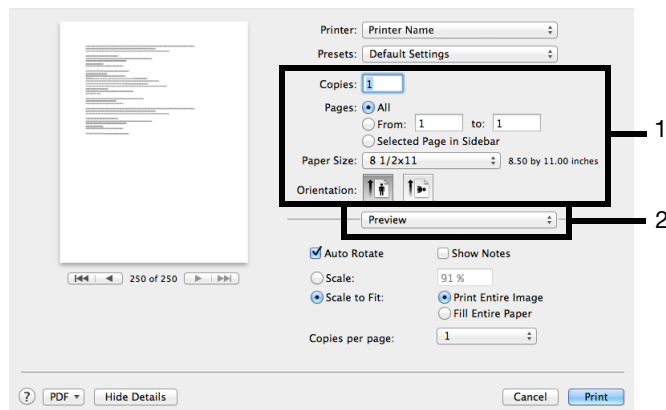 Printer: Printer Name
Presets: Default Settings
Copies: 1
Pages: All
From: 1 to: 1
Selected Page in Sidebar
Paper Size: 8 1/2x11 8.50 by 11.00 inches
Orientation:
1
Preview
2
Auto Rotate Show Notes
Scale: 91 %
Scale to Fit: Print Entire Image
Fill Entire Paper
Copies per page: 1
250 of 250
? PDF Hide Details Cancel Print